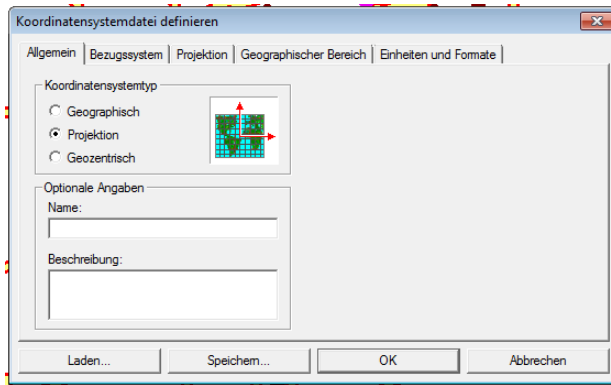 Koordinatensystemdatei definieren
Allgemein Bezugssystem Projektion Geographischer Bereich Einheiten und Formate
Koordinatensystemtyp
Geographisch
Projektion
Geozentrisch
Optionale Angaben
Name:
Beschreibung:
Laden... Speichern... OK Abbrechen